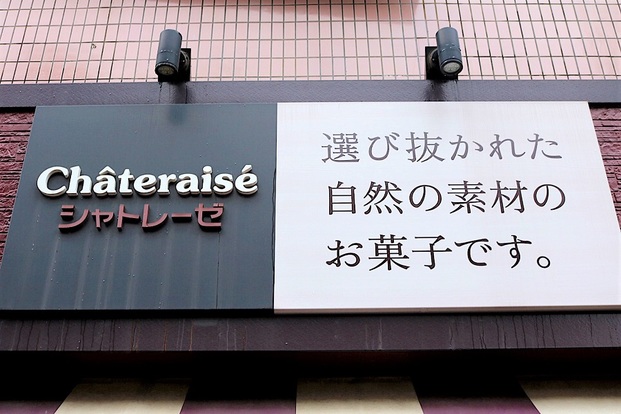 Châteraisé
シャトレーゼ
選び抜かれた
自然の素材の
お菓子です。